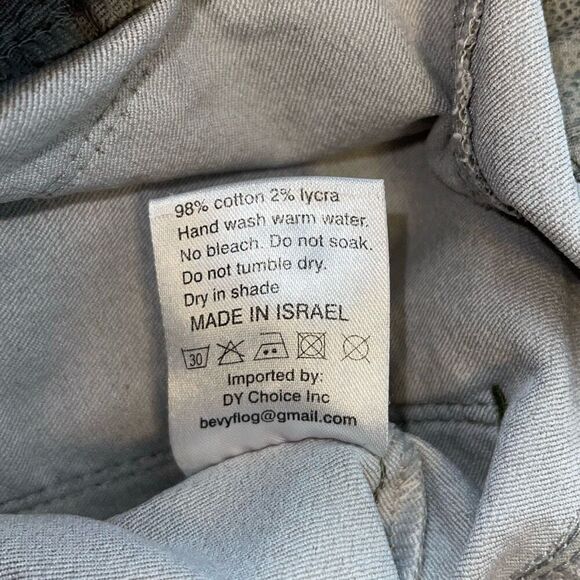 98% cotton 2% lycra
Hand wash warm water.
No bleach. Do not soak.
Do not tumble dry.
Dry in shade
MADE IN ISRAEL
30
Imported by:
DY Choice Inc
bevyflog@gmail.com